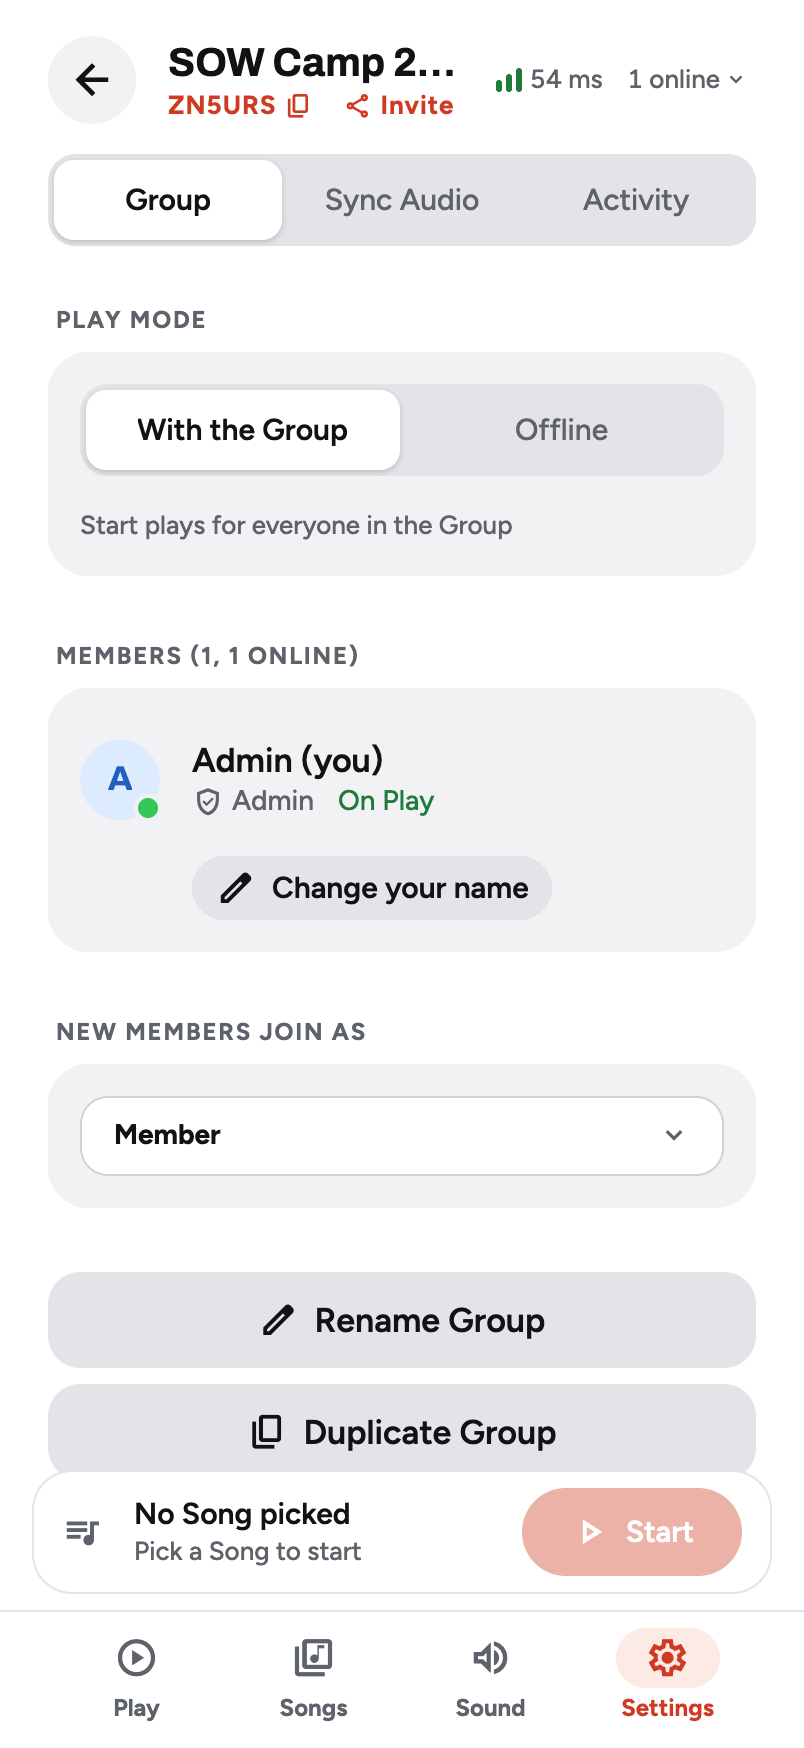 SOW Camp 2...
54 ms
1 online
ZN5URS
Invite
Group
Sync Audio
Activity
PLAY MODE
With the Group
Offline
Start plays for everyone in the Group
MEMBERS (1, 1 ONLINE)
A
Admin (you)
Admin On Play
Change your name
NEW MEMBERS JOIN AS
Member
Rename Group
Duplicate Group
No Song picked
Pick a Song to start
Start
Play
Songs
Sound
Settings